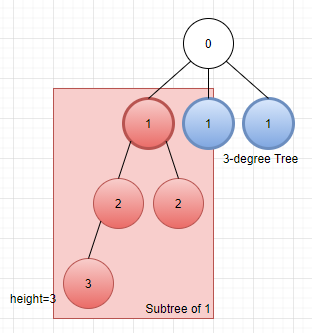 0
1 1 1
3-degree Tree
2 2
3
height=3
Subtree of 1